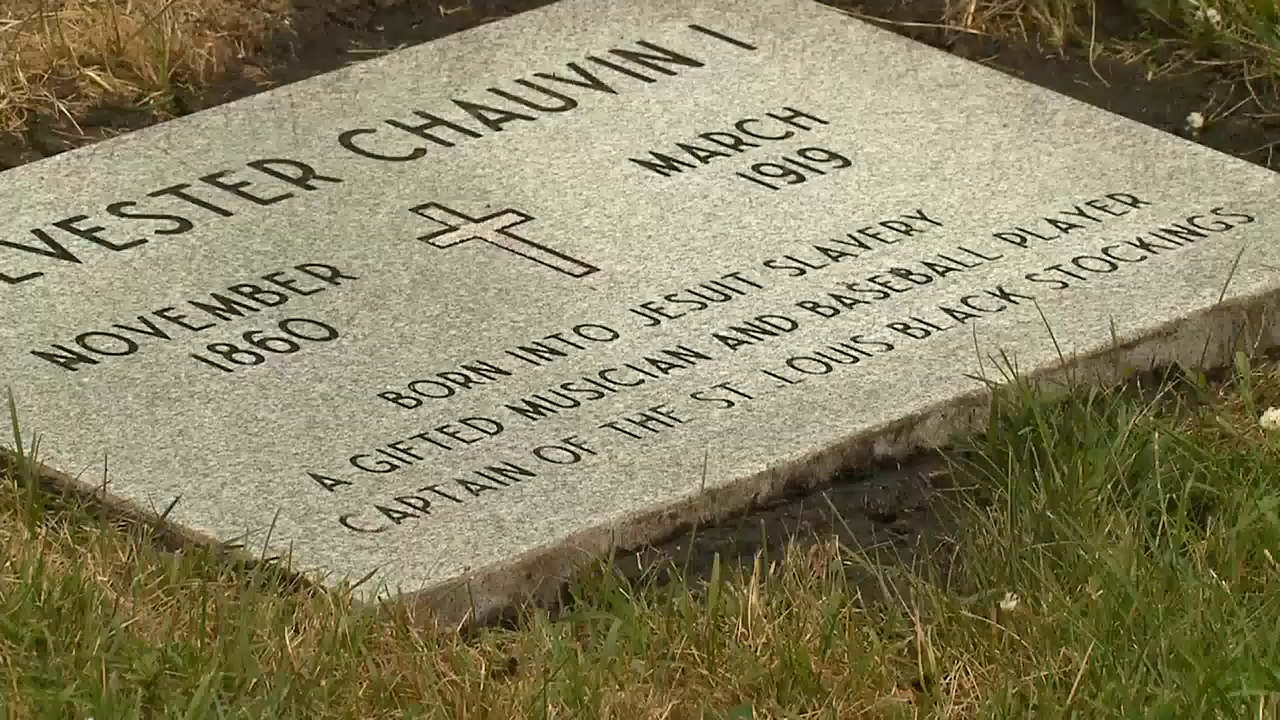 LVESTER CHAUVIN I
NOVEMBER
1860
MARCH
1919
BORN INTO JESUIT SLAVERY
A GIFTED MUSICIAN AND BASEBALL PLAYER
CAPTAIN OF THE ST. LOUIS BLACK STOCKINGS